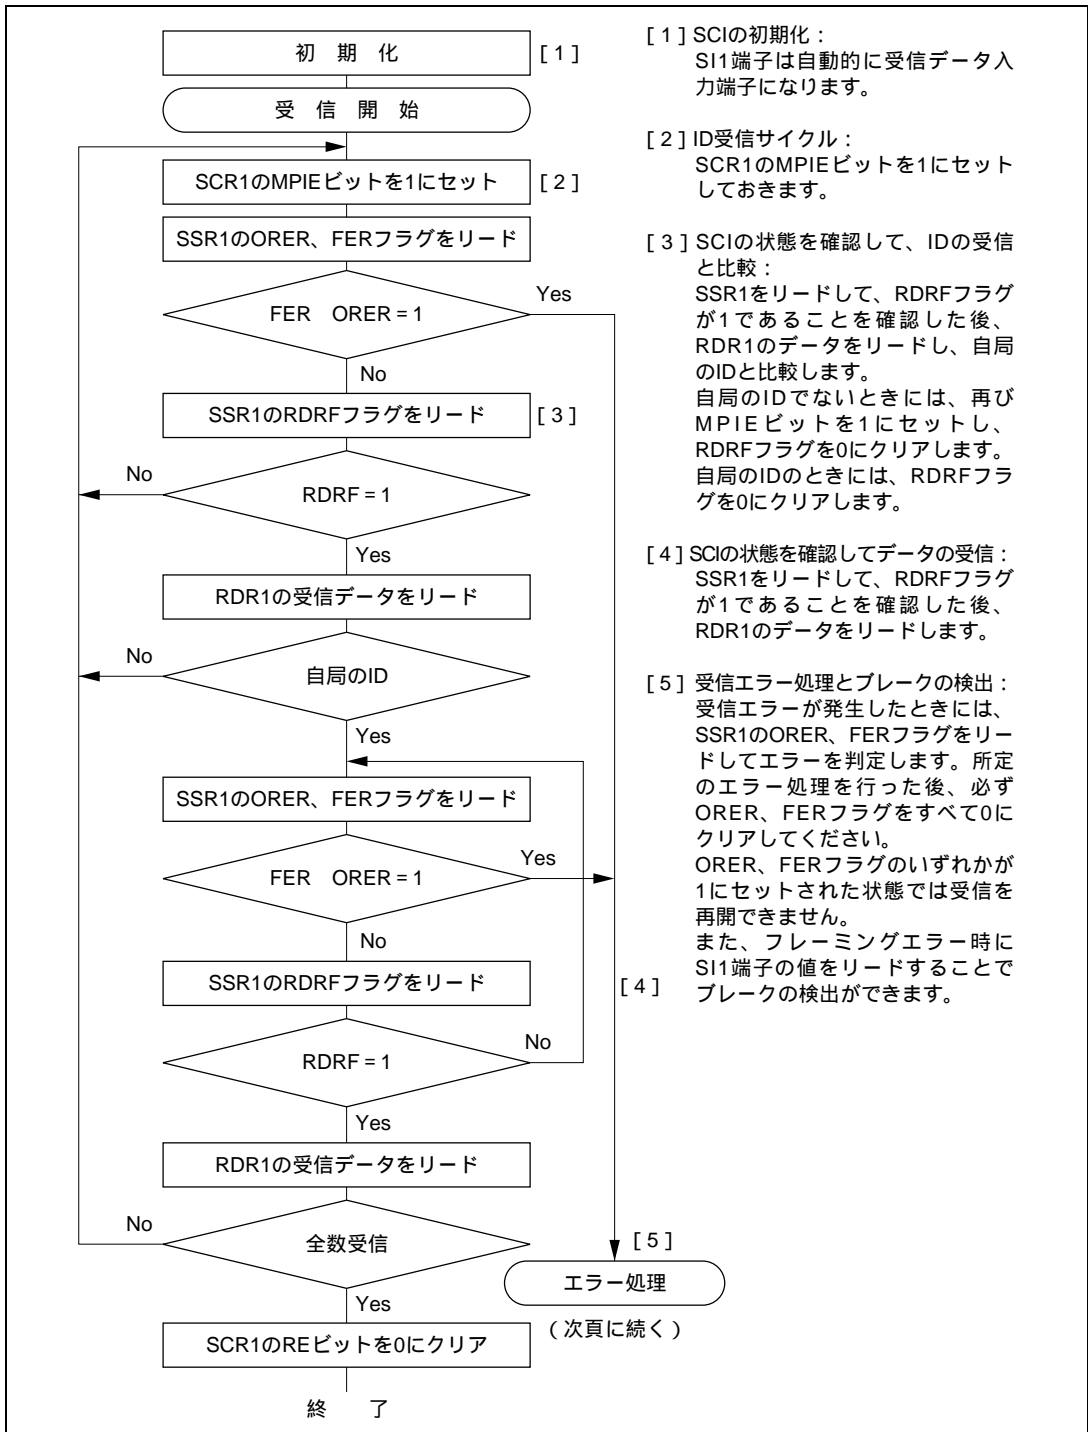 初 期 化
[ 1 ]
受 信 開 始
SCR1のMPIEビットを1にセット
[ 2 ]
SSR1のORER、FERフラグをリード
FER ORER = 1
Yes
No
SSR1のRDRFフラグをリード
[ 3 ]
No
RDRF = 1
Yes
RDR1の受信データをリード
No
自局のID
Yes
SSR1のORER、FERフラグをリード
Yes
FER ORER = 1
No
SSR1のRDRFフラグをリード
[ 4 ]
No
RDRF = 1
Yes
RDR1の受信データをリード
No
全数受信
[ 5 ]
エラー処理
Yes
(次頁に続く)
SCR1のREビットを0にクリア
終 了
[ 1 ] SCIの初期化:
SI1端子は自動的に受信データ入
力端子になります。
[ 2 ] ID受信サイクル:
SCR1のMPIEビットを1にセット
しておきます。
[ 3 ] SCIの状態を確認して、IDの受信
と比較:
SSR1をリードして、RDRFフラグ
が1であることを確認した後、
RDR1のデータをリードし、自局
のIDと比較します。
自局のIDでないときには、再び
MPIEビットを1にセットし、
RDRFフラグを0にクリアします。
自局のIDのときには、RDRFフラ
グを0にクリアします。
[ 4 ] SCIの状態を確認してデータの受信:
SSR1をリードして、RDRFフラグ
が1であることを確認した後、
RDR1のデータをリードします。
[ 5 ] 受信エラー処理とブレークの検出:
受信エラーが発生したときには、
SSR1のORER、FERフラグをリー
ドしてエラーを判定します。所定
のエラー処理を行った後、必ず
ORER、FERフラグをすべて0に
クリアしてください。
ORER、FERフラグのいずれかが
1にセットされた状態では受信を
再開できません。
また、フレーミングエラー時に
SI1端子の値をリードすることで
ブレークの検出ができます。